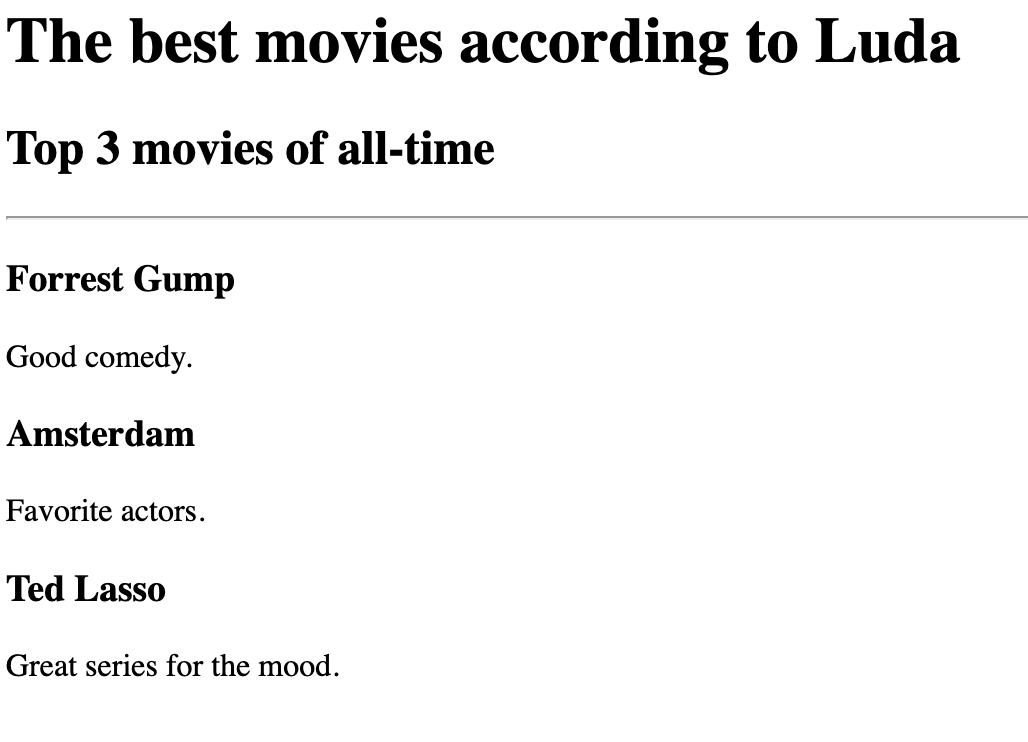 The best movies according to Luda
Top 3 movies of all-time
Forrest Gump
Good comedy.
Amsterdam
Favorite actors.
Ted Lasso
Great series for the mood.